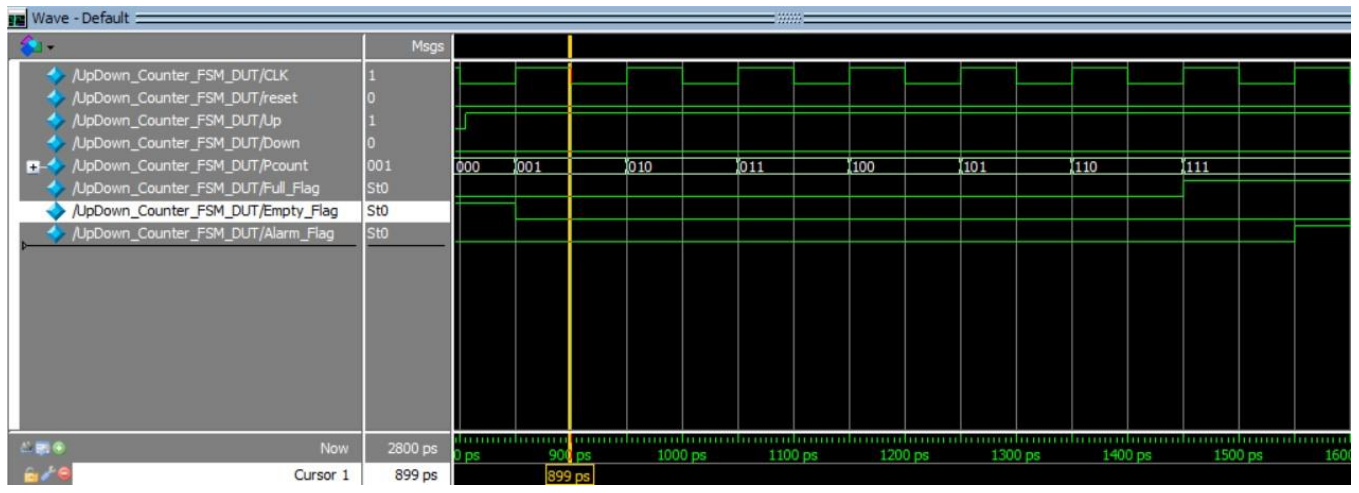 Wave - Default
Msgs
/UpDown_Counter_FSM_DUT/CLK 1
/UpDown_Counter_FSM_DUT/reset 0
/UpDown_Counter_FSM_DUT/Up 1
/UpDown_Counter_FSM_DUT/Down 0
/UpDown_Counter_FSM_DUT/Pcount 001 000 001 010 011 100 101 110 111
/UpDown_Counter_FSM_DUT/Full_Flag St0
/UpDown_Counter_FSM_DUT/Empty_Flag St0
/UpDown_Counter_FSM_DUT/Alarm_Flag St0
Now 2800 ps 0 ps 900 ps 1000 ps 1100 ps 1200 ps 1300 ps 1400 ps 1500 ps 1600
Cursor 1 899 ps 899 ps